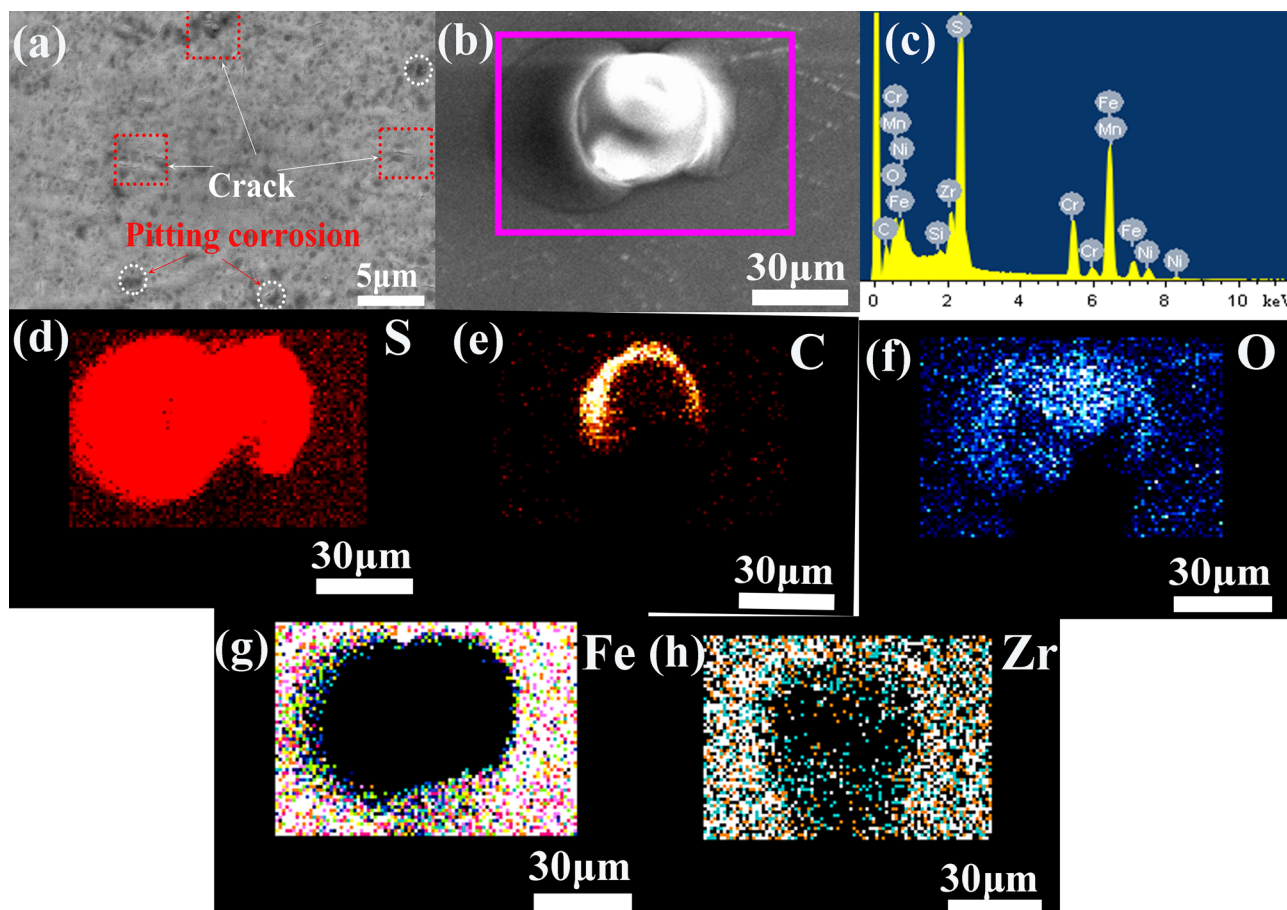 (a)
Crack
Pitting corrosion
5μm
(b)
30μm
(c)
S
Cr
Mn
Ni
O
Fe
C
Si
Zr
Cr
Cr
Fe
Mn
Fe
Ni
Ni
0 2 4 6 8 10 keV
(d) S
30μm
(e) C
30μm
(f) O
30μm
(g) Fe
30μm
(h) Zr
30μm